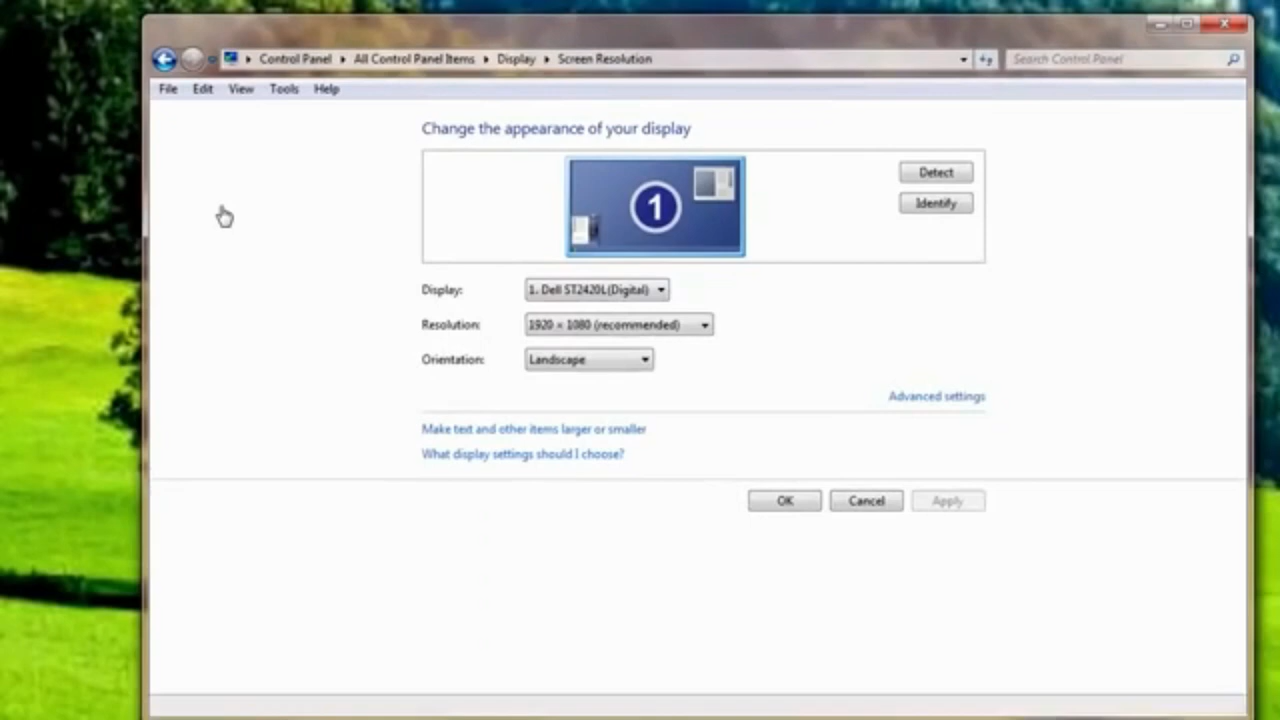 Control Panel ▸ All Control Panel Items ▸ Display ▸ Screen Resolution
Search Control Panel
File Edit View Tools Help
Change the appearance of your display
1
Detect
Identify
Display: 1. Dell ST2420L(Digital)
Resolution: 1920 × 1080 (recommended)
Orientation: Landscape
Advanced settings
Make text and other items larger or smaller
What display settings should I choose?
OK Cancel Apply